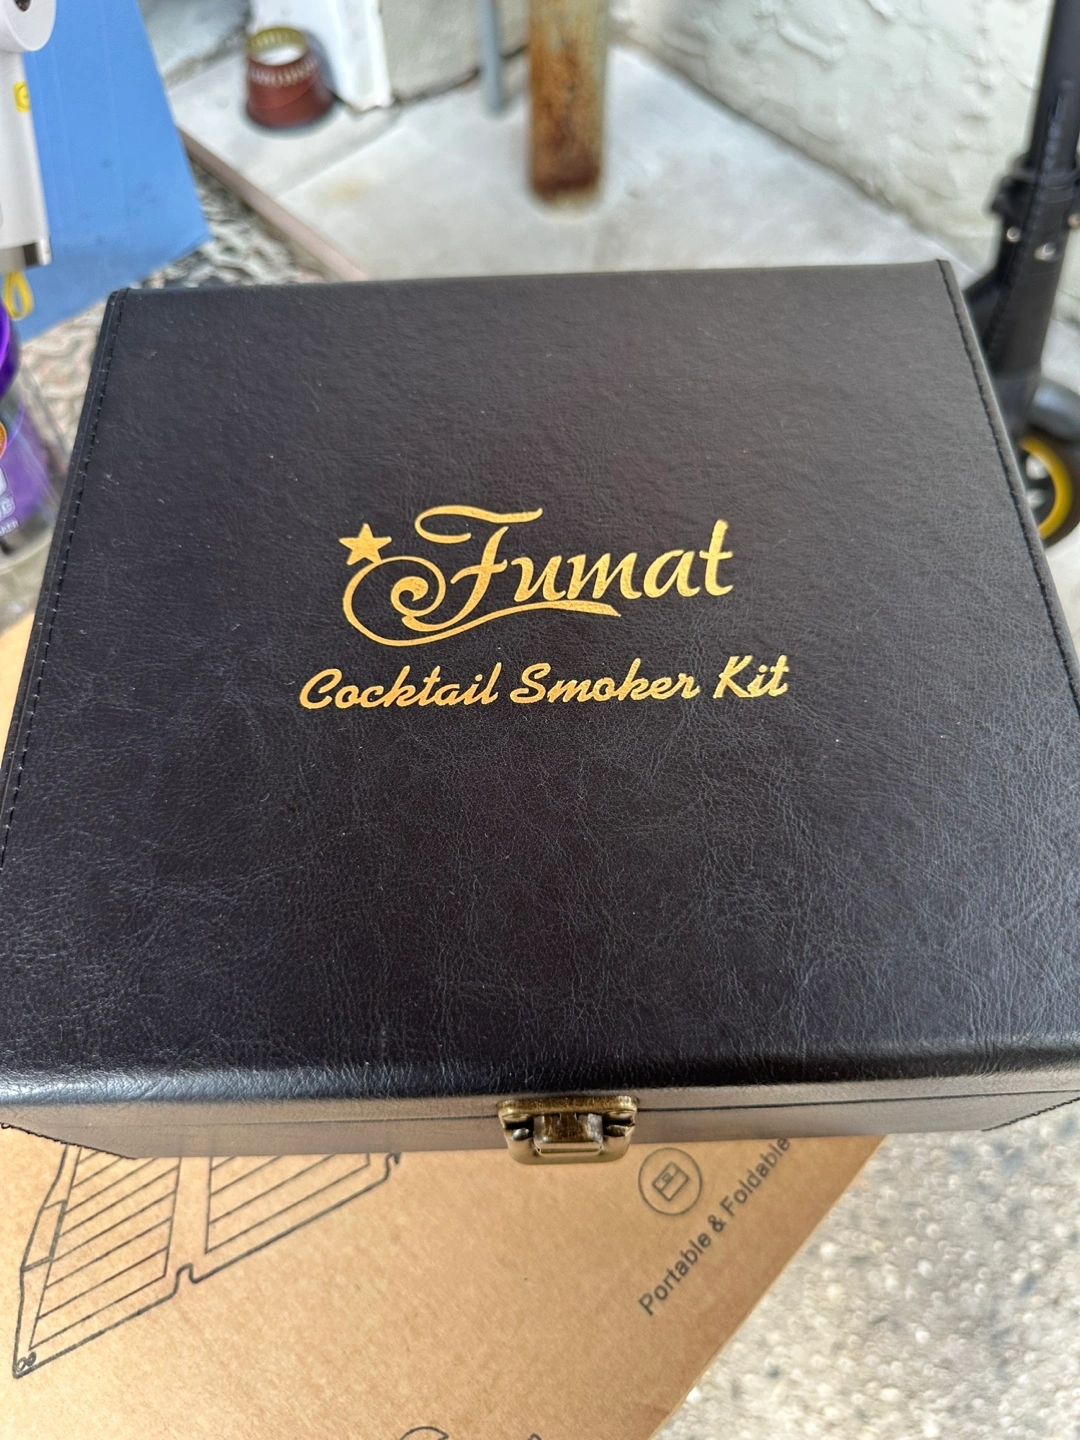 Fumat
Cocktail Smoker Kit
Portable & Foldable